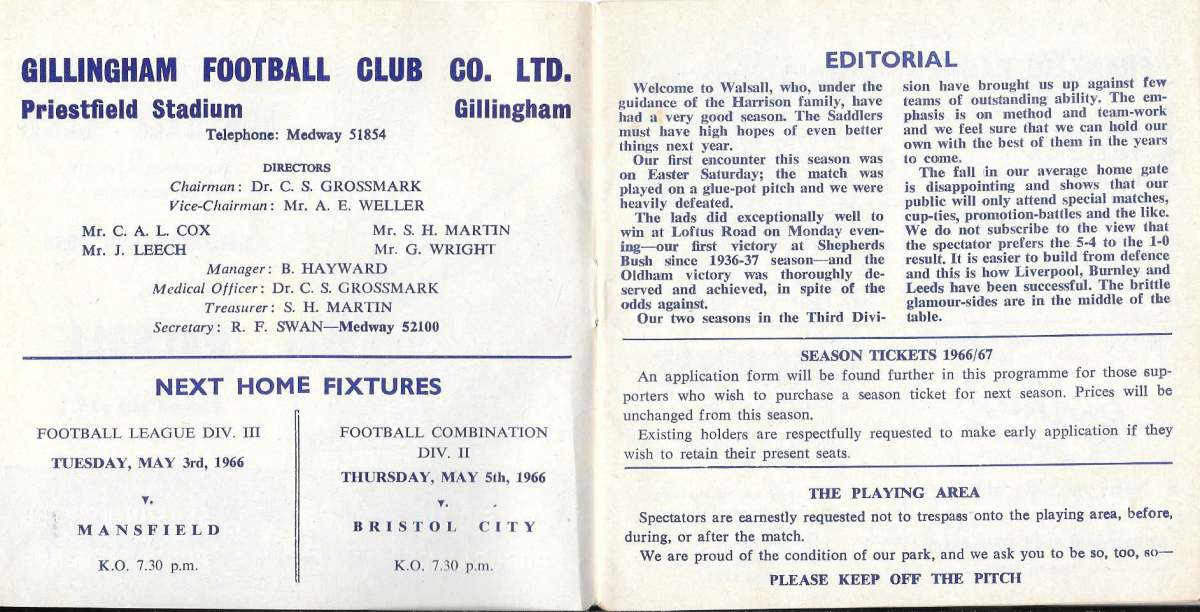 GILLINGHAM FOOTBALL CLUB CO. LTD.
Priestfield Stadium Gillingham
Telephone: Medway 51854
DIRECTORS
Chairman: Dr. C. S. GROSSMARK
Vice-Chairman: Mr. A. E. WELLER
Mr. C. A. L. COX Mr. S. H. MARTIN
Mr. J. LEECH Mr. G. WRIGHT
Manager: B. HAYWARD
Medical Officer: Dr. C. S. GROSSMARK
Treasurer: S. H. MARTIN
Secretary: R. F. SWAN—Medway 52100
NEXT HOME FIXTURES
FOOTBALL LEAGUE DIV. III
TUESDAY, MAY 3rd, 1966
v.
MANSFIELD
K.O. 7.30 p.m.
FOOTBALL COMBINATION
DIV. II
THURSDAY, MAY 5th, 1966
v.
BRISTOL CITY
K.O. 7.30 p.m.
EDITORIAL
Welcome to Walsall, who, under the
guidance of the Harrison family, have
had a very good season. The Saddlers
must have high hopes of even better
things next year.
Our first encounter this season was
on Easter Saturday; the match was
played on a glue-pot pitch and we were
heavily defeated.
The lads did exceptionally well to
win at Loftus Road on Monday even-
ing—our first victory at Shepherds
Bush since 1936-37 season—and the
Oldham victory was thoroughly de-
served and achieved, in spite of the
odds against.
Our two seasons in the Third Divi-
sion have brought us up against few
teams of outstanding ability. The em-
phasis is on method and team-work
and we feel sure that we can hold our
own with the best of them in the years
to come.
The fall in our average home gate
is disappointing and shows that our
public will only attend special matches,
cup-ties, promotion-battles and the like.
We do not subscribe to the view that
the spectator prefers the 5-4 to the 1-0
result. It is easier to build from defence
and this is how Liverpool, Burnley and
Leeds have been successful. The brittle
glamour-sides are in the middle of the
table.
SEASON TICKETS 1966/67
An application form will be found further in this programme for those sup-
porters who wish to purchase a season ticket for next season. Prices will be
unchanged from this season.
Existing holders are respectfully requested to make early application if they
wish to retain their present seats.
THE PLAYING AREA
Spectators are earnestly requested not to trespass onto the playing area, before,
during, or after the match.
We are proud of the condition of our park, and we ask you to be so, too, so—
PLEASE KEEP OFF THE PITCH